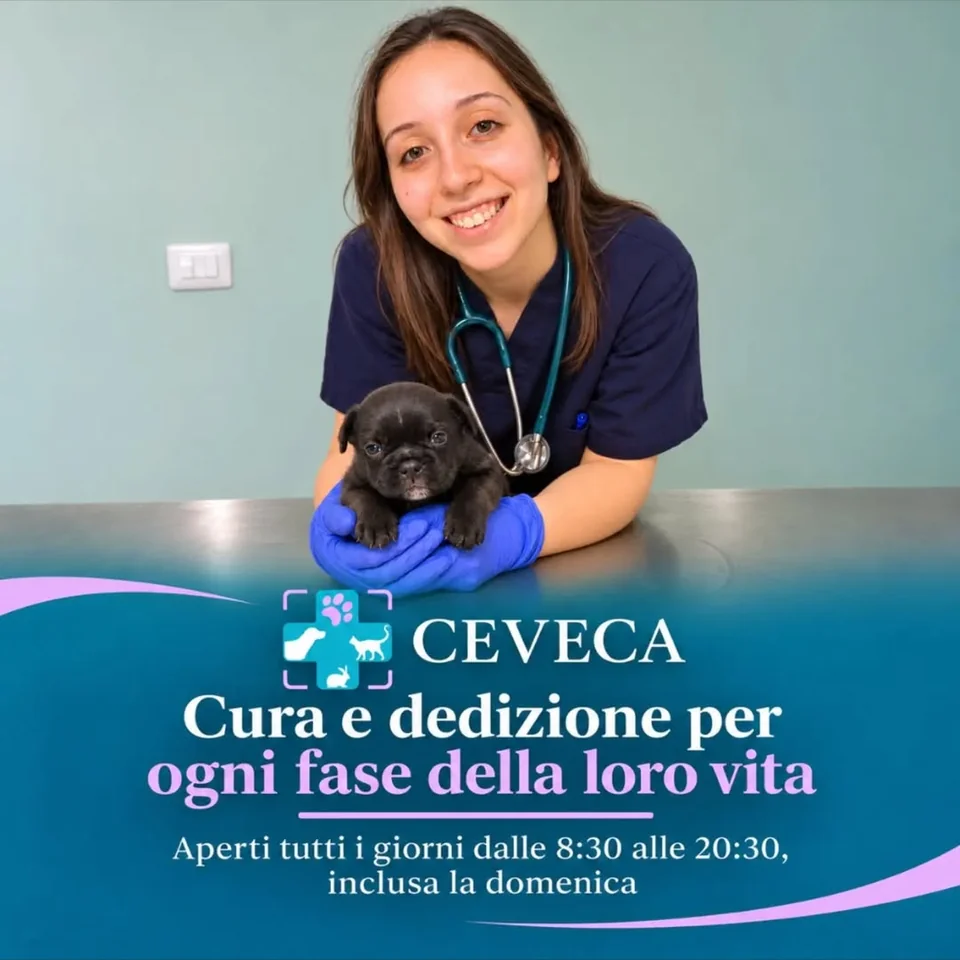 CEVECA
Cura e dedizione per
ogni fase della loro vita
Aperti tutti i giorni dalle 8:30 alle 20:30,
inclusa la domenica